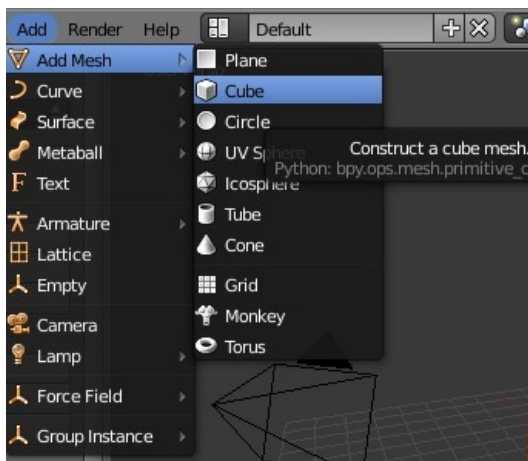 Add Render Help Default
Add Mesh
Curve
Surface
Metaball
Text
Armature
Lattice
Empty
Camera
Lamp
Force Field
Group Instance
Plane
Cube
Circle
UV Sphere
Icosphere
Tube
Cone
Grid
Monkey
Torus
Construct a cube mesh.
Python: bpy.ops.mesh.primitive_c